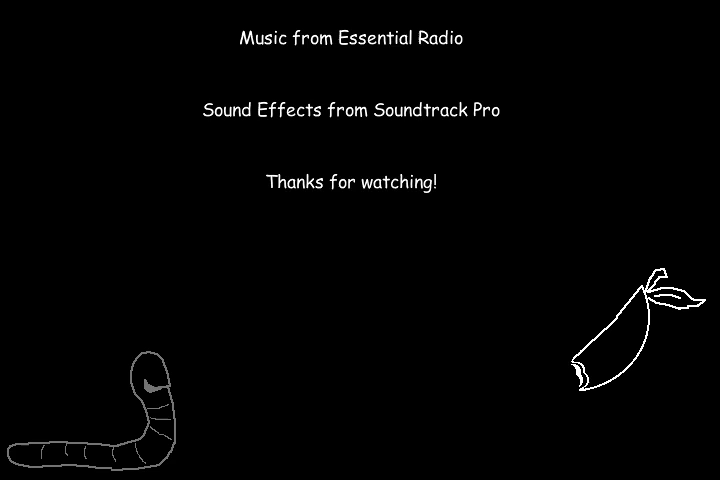 Music from Essential Radio
Sound Effects from Soundtrack Pro
Thanks for watching!